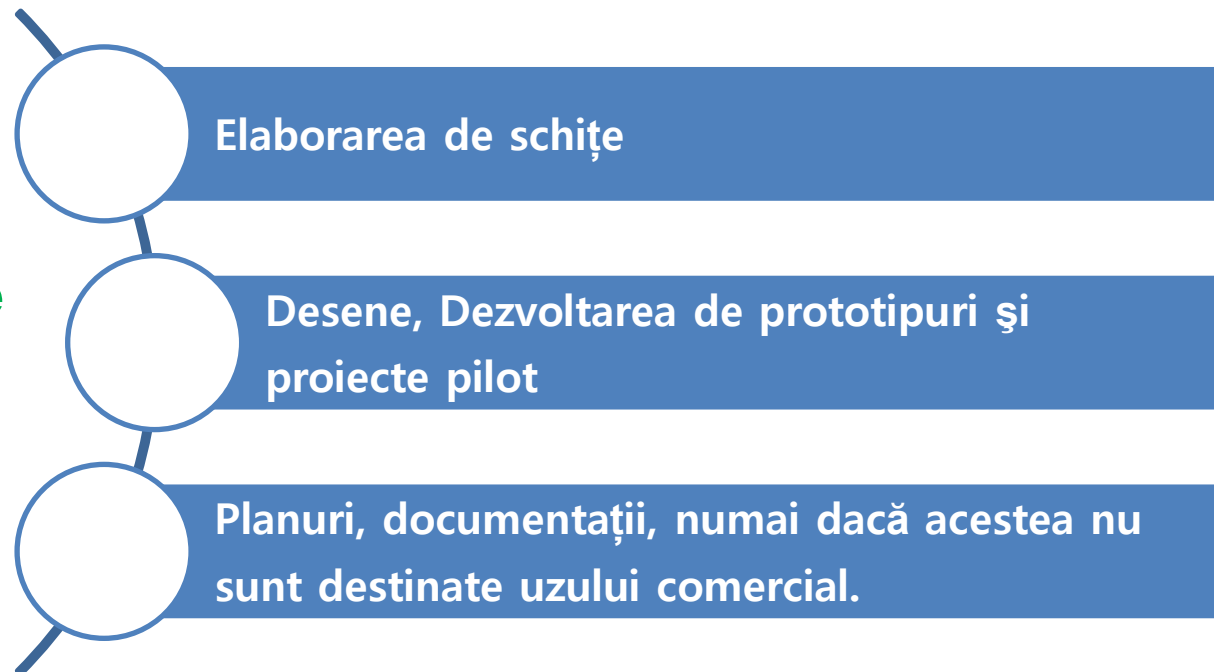 Elaborarea de schițe
e
Desene, Dezvoltarea de prototipuri şi
proiecte pilot
Planuri, documentații, numai dacă acestea nu
sunt destinate uzului comercial.